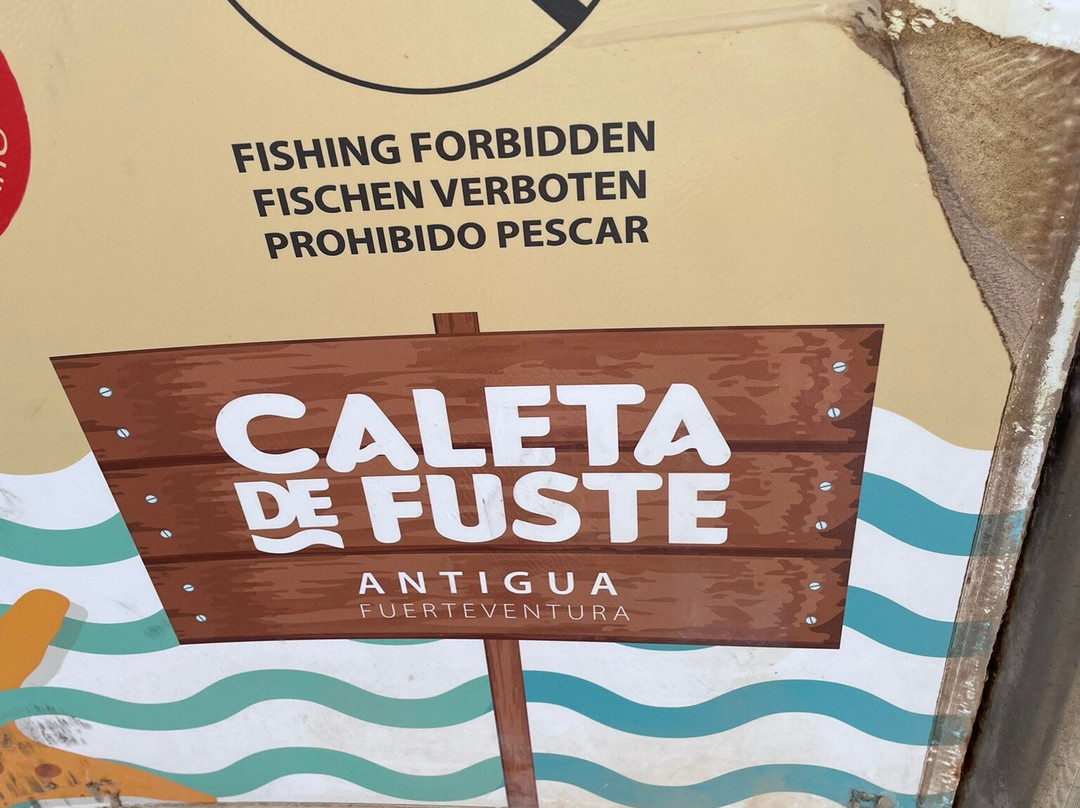 FISHING FORBIDDEN
FISCHEN VERBOTEN
PROHIBIDO PESCAR
CALETA
DE FUSTE
ANTIGUA
FUERTEVENTURA